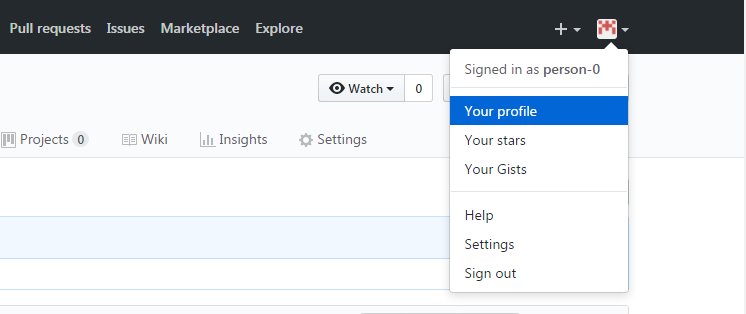 Pull requests Issues Marketplace Explore
Signed in as person-0
Watch 0
Your profile
Projects 0 Wiki Insights Settings
Your stars
Your Gists
Help
Settings
Sign out